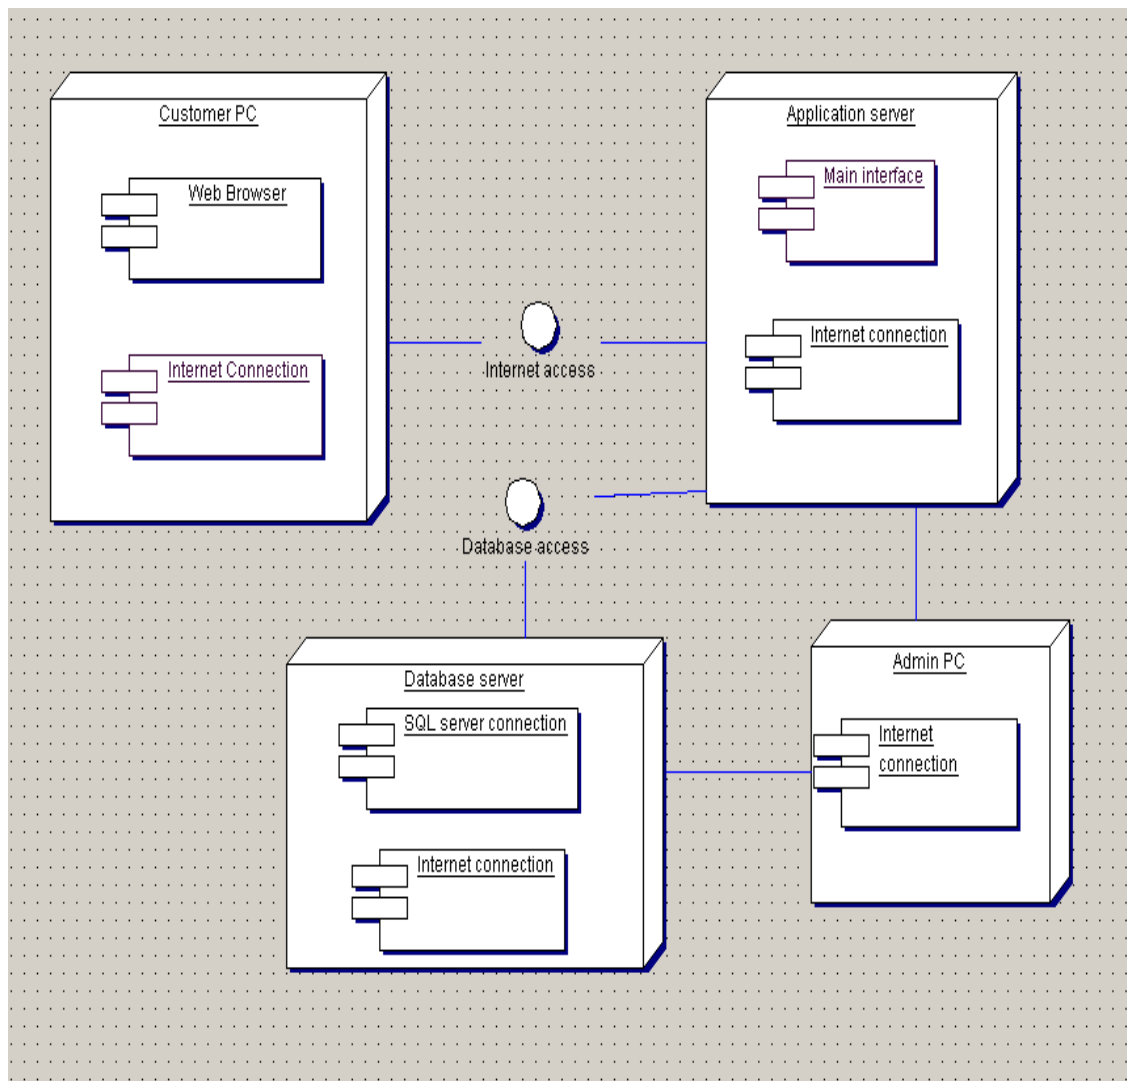 Customer PC
Web Browser
Internet Connection
Application server
Main interface
Internet connection
Internet access
Database access
Database server
SQL server connection
Internet connection
Admin PC
Internet
connection